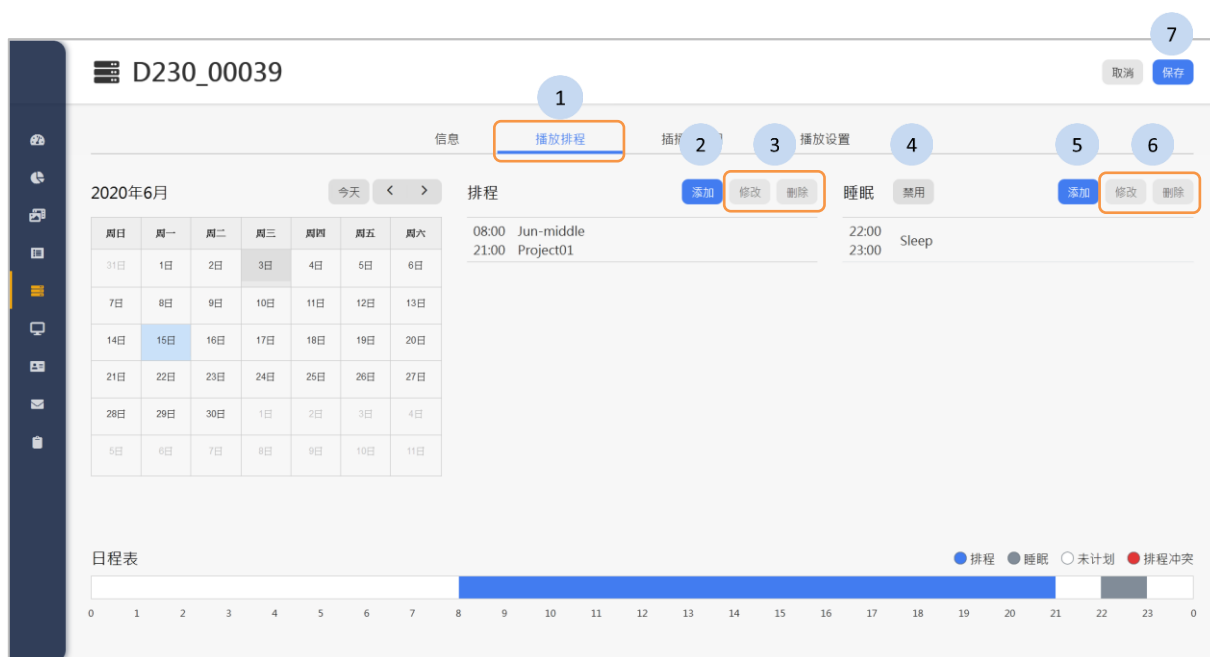 7
D230_00039
取消 保存
1
信息 播放排程 播放设置
2 3 4 5 6
2020年6月 今天 < >
排程 添加 修改 删除
睡眠 禁用 添加 修改 删除
周日 周一 周二 周三 周四 周五 周六
31日 1日 2日 3日 4日 5日 6日
7日 8日 9日 10日 11日 12日 13日
14日 15日 16日 17日 18日 19日 20日
21日 22日 23日 24日 25日 26日 27日
28日 29日 30日 1日 2日 3日 4日
5日 6日 7日 8日 9日 10日 11日
08:00 Jun-middle
21:00 Project01
22:00
23:00
Sleep
日程表
排程 睡眠 未计划 排程冲突
0 1 2 3 4 5 6 7 8 9 10 11 12 13 14 15 16 17 18 19 20 21 22 23 0